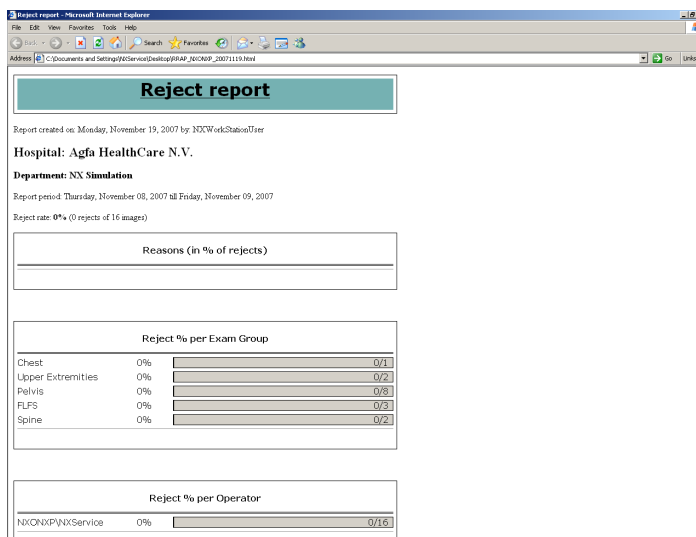 Reject report - Microsoft Internet Explorer
File Edit View Favorites Tools Help
Back Search Favorites
Address C:\Documents and Settings\NXService\Desktop\RRAP_NXONXP_20071119.html Go Links
Reject report
Report created on: Monday, November 19, 2007 by: NXWorkStationUser
Hospital: Agfa HealthCare N.V.
Department: NX Simulation
Report period: Thursday, November 08, 2007 till Friday, November 09, 2007
Reject rate: 0% (0 rejects of 16 images)
Reasons (in % of rejects)
Reject % per Exam Group
Chest 0% 0/1
Upper Extremities 0% 0/2
Pelvis 0% 0/8
FLFS 0% 0/3
Spine 0% 0/2
Reject % per Operator
NXONXP\NXService 0% 0/16